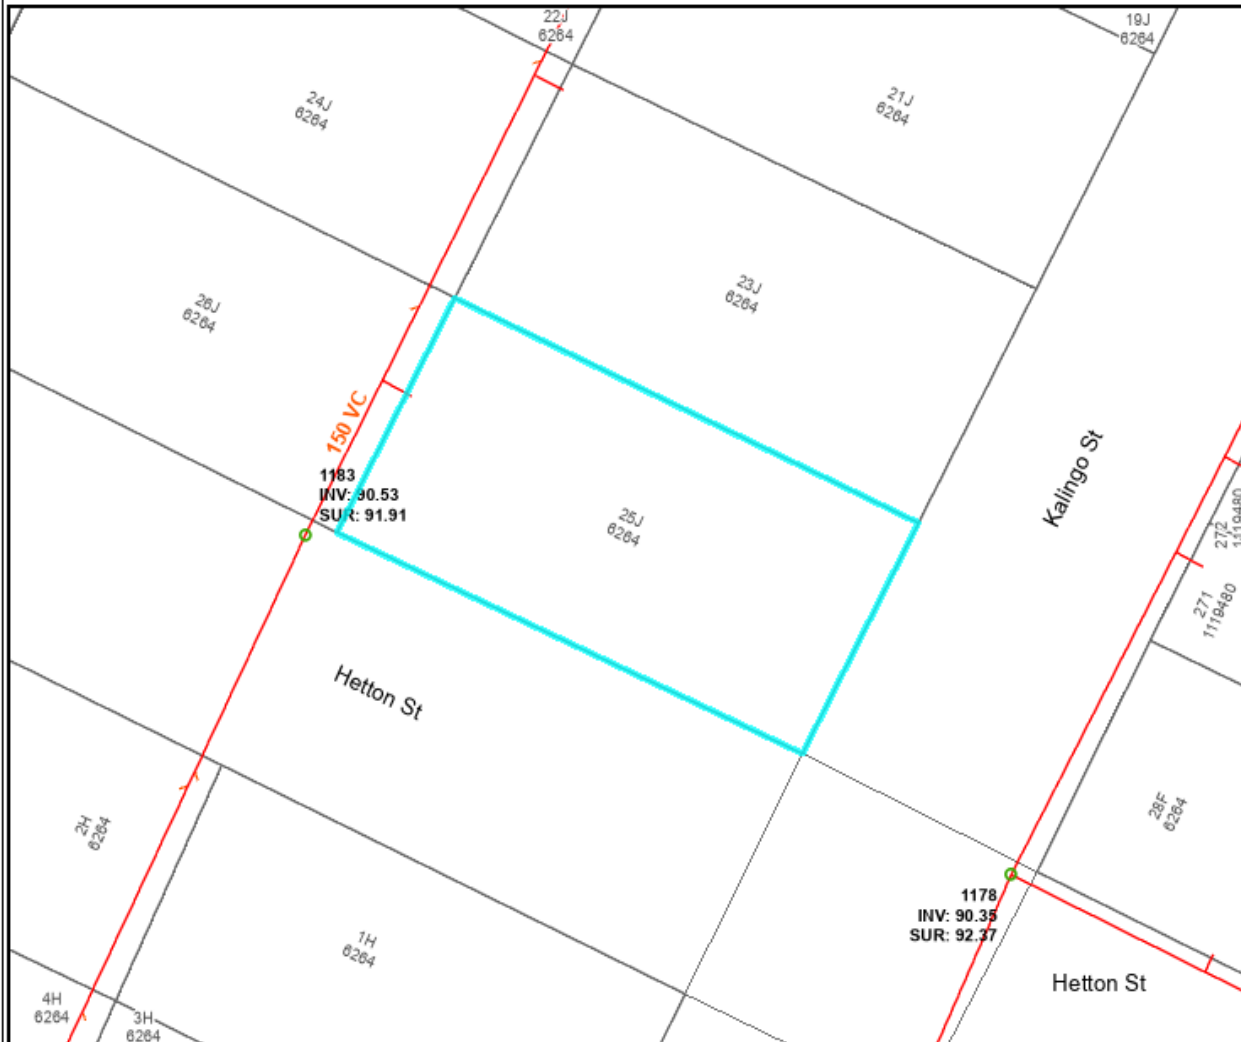 22J
6264
19J
6264
24J
6264
21J
6264
26J
6264
23J
6264
150 VC
1183
INV: 90.53
SUR: 91.91
25J
6264
Kalingo St
272
1119480
271
1119480
Hetton St
2H
6264
28F
6264
1178
INV: 90.35
SUR: 92.37
1H
6264
Hetton St
4H
6264
3H
6264